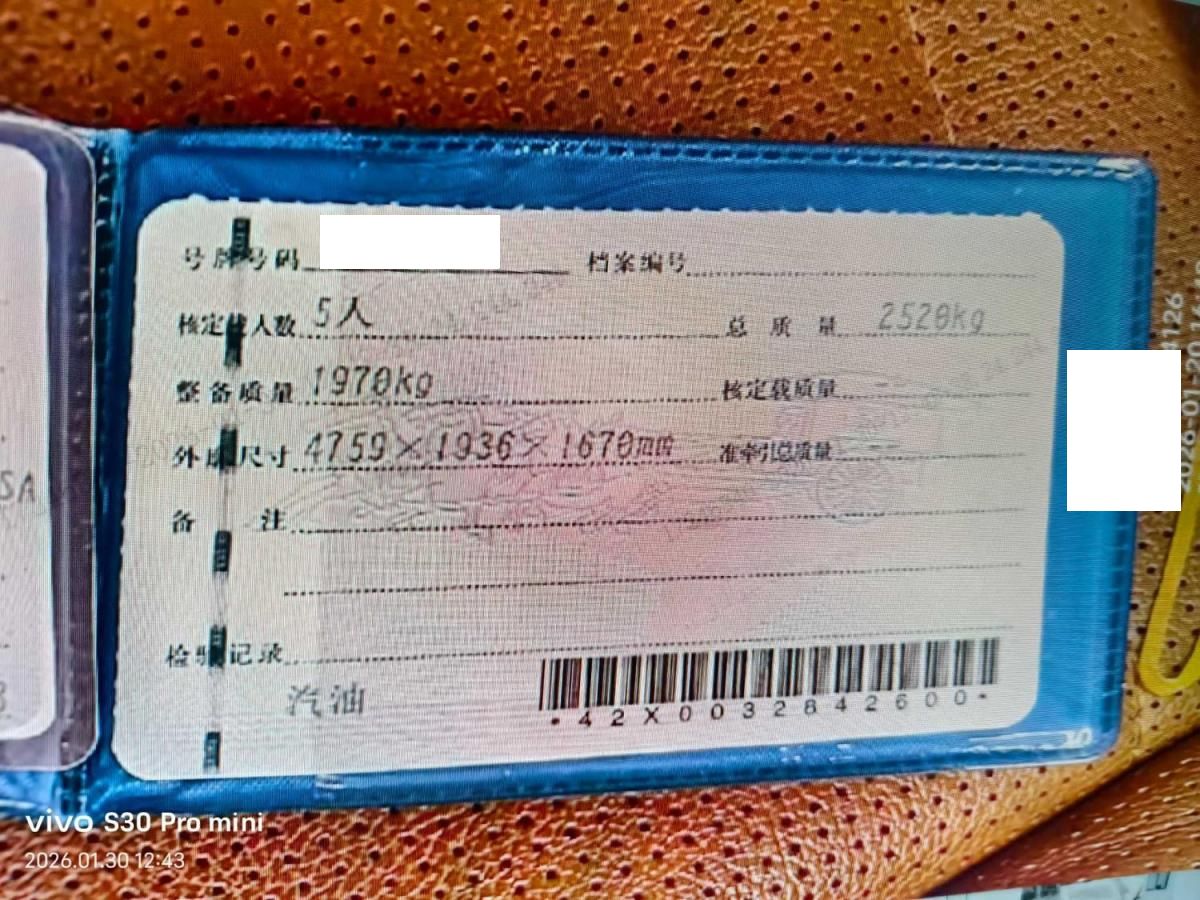 号牌号码 档案编号
核定载人数 5人 总质量 2520kg
整备质量 1970kg 核定载质量
外廓尺寸 4759×1936×1670mm 准牵引总质量
备注
检验记录
汽油
*42X0032842600*
SA
vivo S30 Pro mini
2026.01.30 12:43